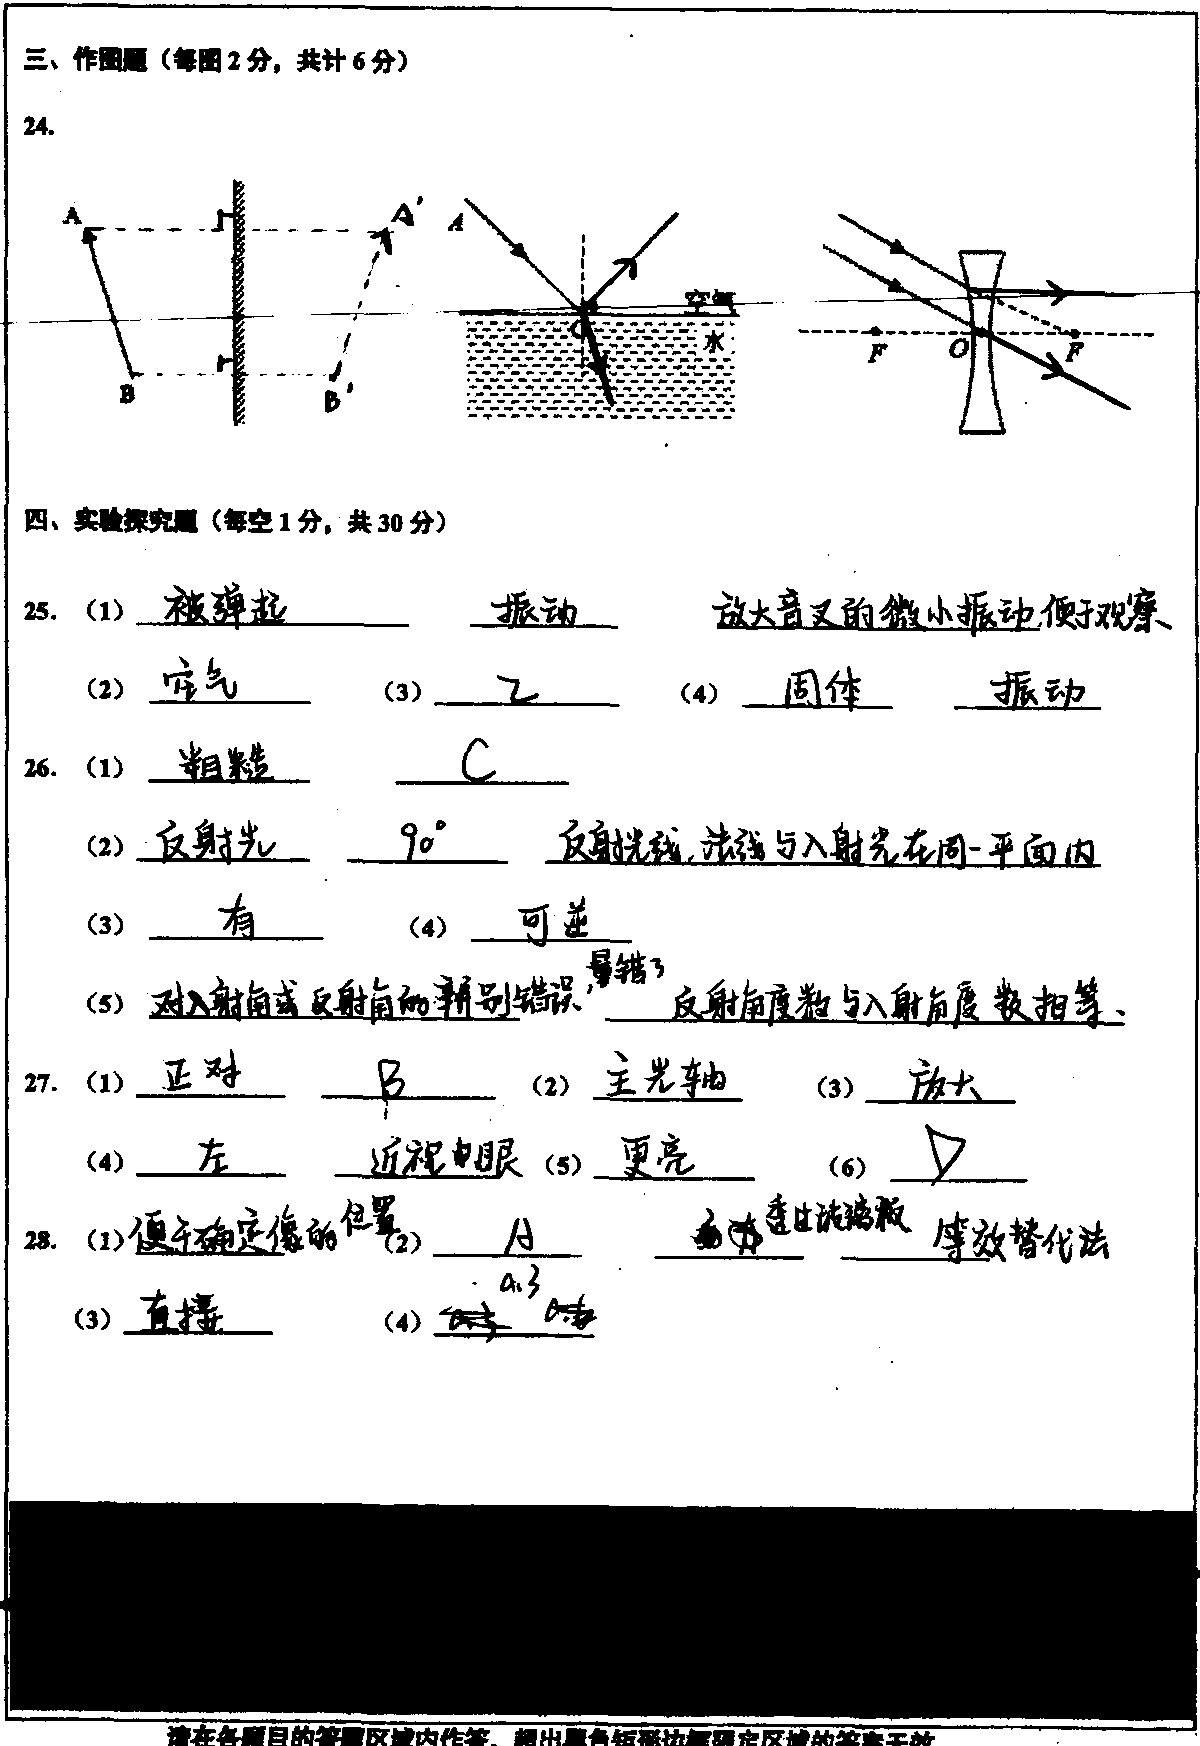 三、作图题（每图2分，共计6分）
24.
A A' A 空气 水 F O F B B'
四、实验探究题（每空1分，共30分）
25. （1） 被弹起 振动 放大音叉的微小振动,便于观察、
（2） 空气 （3） 乙 （4） 固体 振动
26. （1） 粗糙 C
（2） 反射光 90° 反射光线、法线与入射光在同一平面内
（3） 有 （4） 可逆
（5） 对入射角或反射角的辨别错误,量错了 反射角度数与入射角度数相等、
27. （1） 正对 B （2） 主光轴 （3） 放大
（4） 左 近视眼 （5） 更亮 （6） D
28. （1）便于确定像的位置 （2） A 玻璃板 等效替代法
（3） 直接 （4） 0.3
请在各题目的答题区域内作答，超出黑色矩形边框限定区域的答案无效